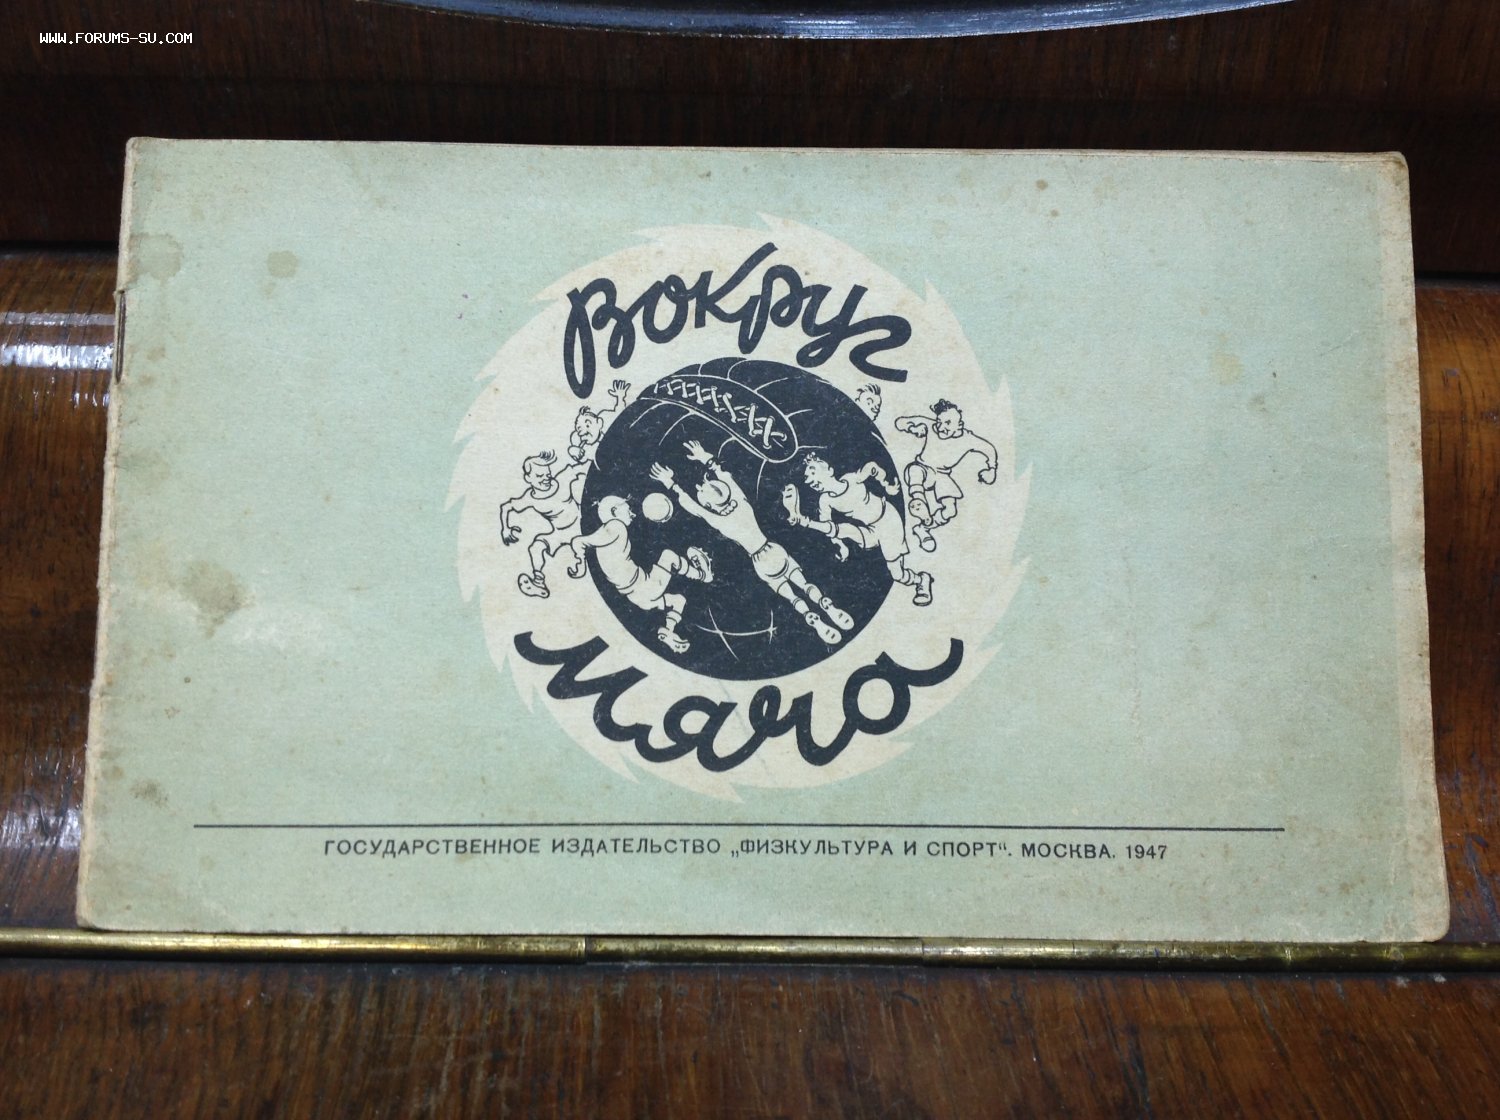 WWW.FORUMS-SU.COM
Вокруг
мяча
ГОСУДАРСТВЕННОЕ ИЗДАТЕЛЬСТВО „ФИЗКУЛЬТУРА И СПОРТ“. МОСКВА. 1947